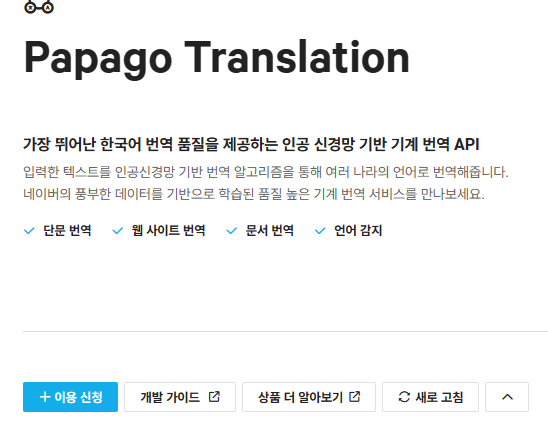 Papago Translation
가장 뛰어난 한국어 번역 품질을 제공하는 인공 신경망 기반 기계 번역 API
입력한 텍스트를 인공신경망 기반 번역 알고리즘을 통해 여러 나라의 언어로 번역해줍니다.
네이버의 풍부한 데이터를 기반으로 학습된 품질 높은 기계 번역 서비스를 만나보세요.
단문 번역 웹 사이트 번역 문서 번역 언어 감지
이용 신청 개발 가이드 상품 더 알아보기 새로 고침